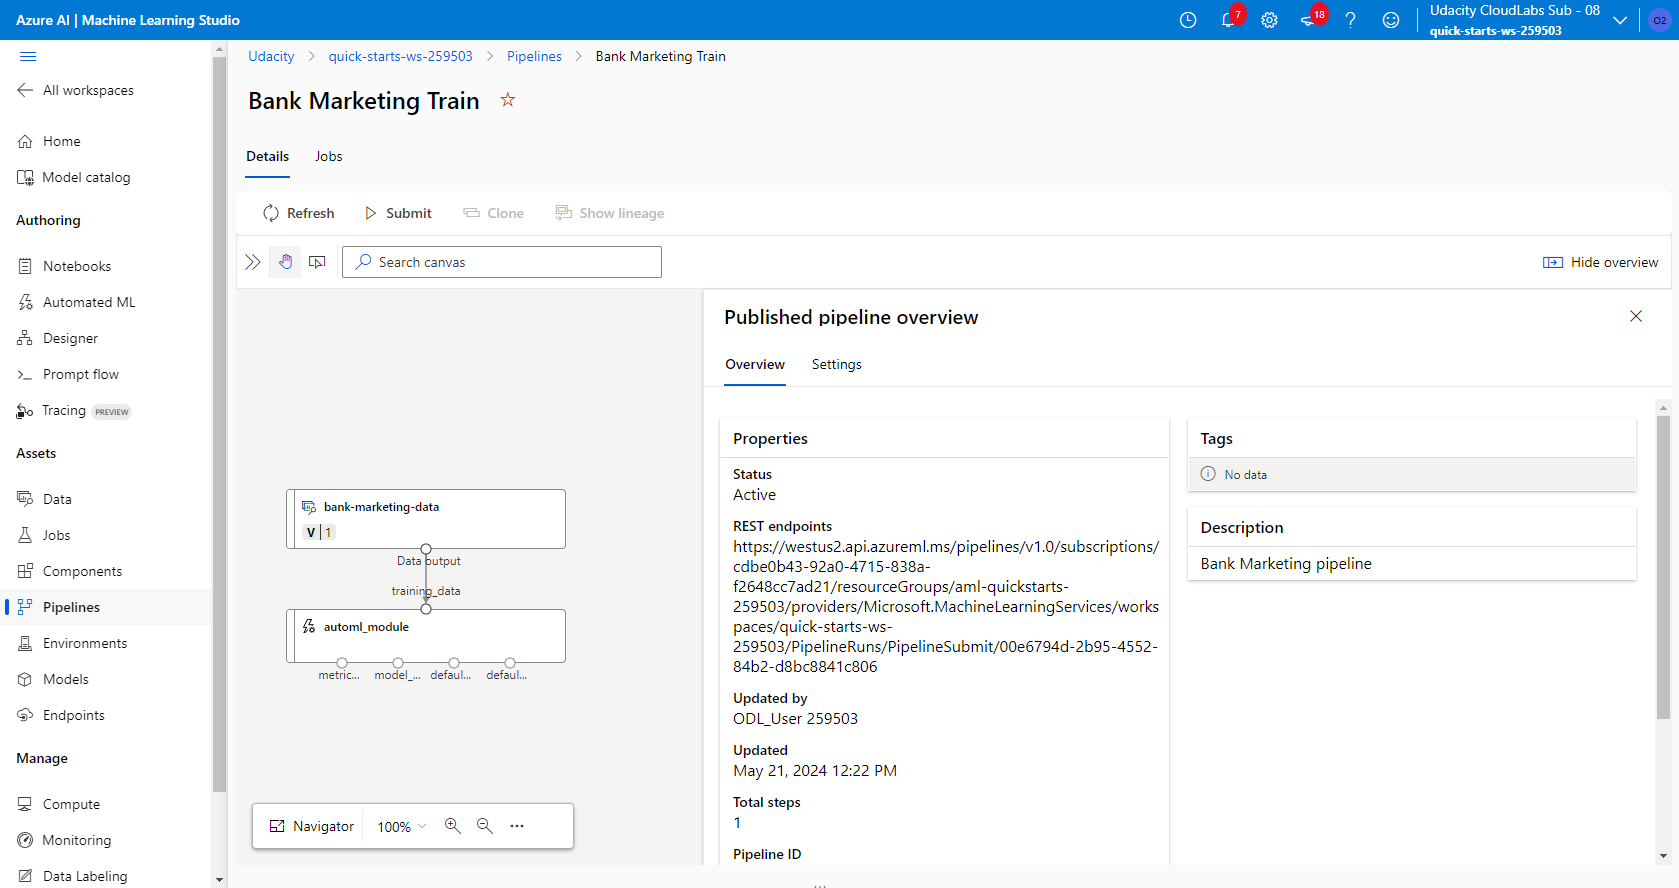 Azure AI | Machine Learning Studio
7
18
Udacity CloudLabs Sub - 08
quick-starts-ws-259503
O2
All workspaces
Home
Model catalog
Authoring
Notebooks
Automated ML
Designer
Prompt flow
Tracing PREVIEW
Assets
Data
Jobs
Components
Pipelines
Environments
Models
Endpoints
Manage
Compute
Monitoring
Data Labeling
Udacity > quick-starts-ws-259503 > Pipelines > Bank Marketing Train
Bank Marketing Train
Details Jobs
Refresh Submit Clone Show lineage
Search canvas
Hide overview
bank-marketing-data
V | 1
Data output
training_data
automl_module
metric... model_... defaul... defaul...
Navigator 100%
Published pipeline overview
Overview Settings
Properties
Status
Active
REST endpoints
https://westus2.api.azureml.ms/pipelines/v1.0/subscriptions/
cdbe0b43-92a0-4715-838a-
f2648cc7ad21/resourceGroups/aml-quickstarts-
259503/providers/Microsoft.MachineLearningServices/works
paces/quick-starts-ws-
259503/PipelineRuns/PipelineSubmit/00e6794d-2b95-4552-
84b2-d8bc8841c806
Updated by
ODL_User 259503
Updated
May 21, 2024 12:22 PM
Total steps
1
Pipeline ID
Tags
No data
Description
Bank Marketing pipeline